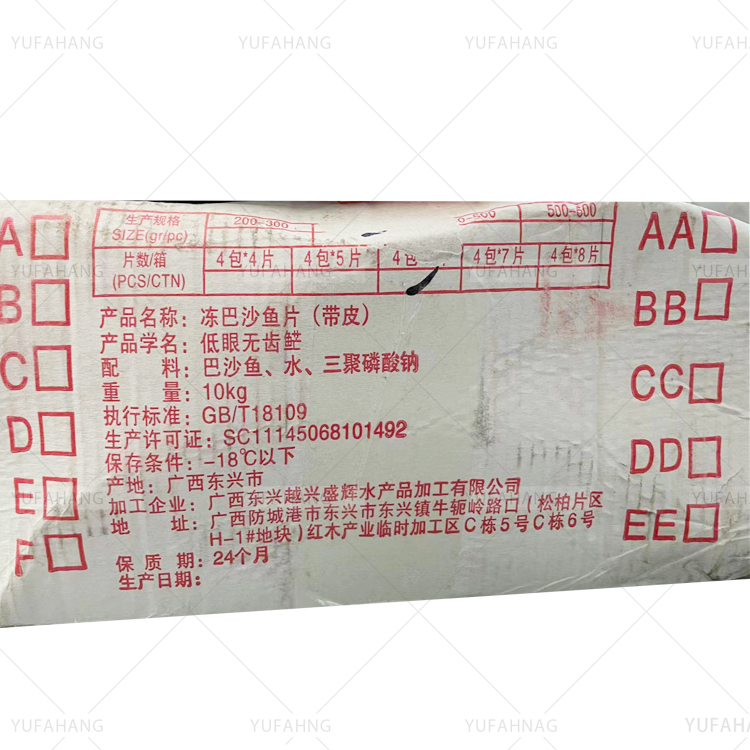 YUFAHANG YUFAHANG YUFAHANG YUFAHANG
生产规格 200-300 0-500 500-600
SIZE(gr/pc)
片数/箱 4包*4片 4包*5片 4包 4包*7片 4包*8片
(PCS/CTN)
产品名称：冻巴沙鱼片（带皮）
产品学名：低眼无齿鲶
配 料：巴沙鱼、水、三聚磷酸钠
重 量：10kg
执行标准：GB/T18109
生产许可证：SC11145068101492
保存条件：-18℃以下
产地：广西东兴市
加工企业：广西东兴越兴盛辉水产品加工有限公司
地 址：广西防城港市东兴市东兴镇牛轭岭路口（松柏片区
H-1#地块）红木产业临时加工区C栋5号C栋6号
保 质 期：24个月
生产日期：
A
B
C
D
E
F
AA
BB
CC
DD
EE
YUFAHANG YUFAHNG YUFAHNAG YUFAHANG